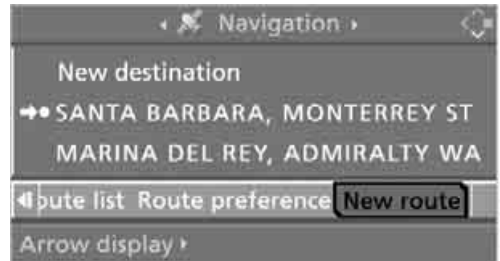 Navigation
New destination
SANTA BARBARA, MONTERREY ST
MARINA DEL REY, ADMIRALTY WA
oute list Route preference New route
Arrow display